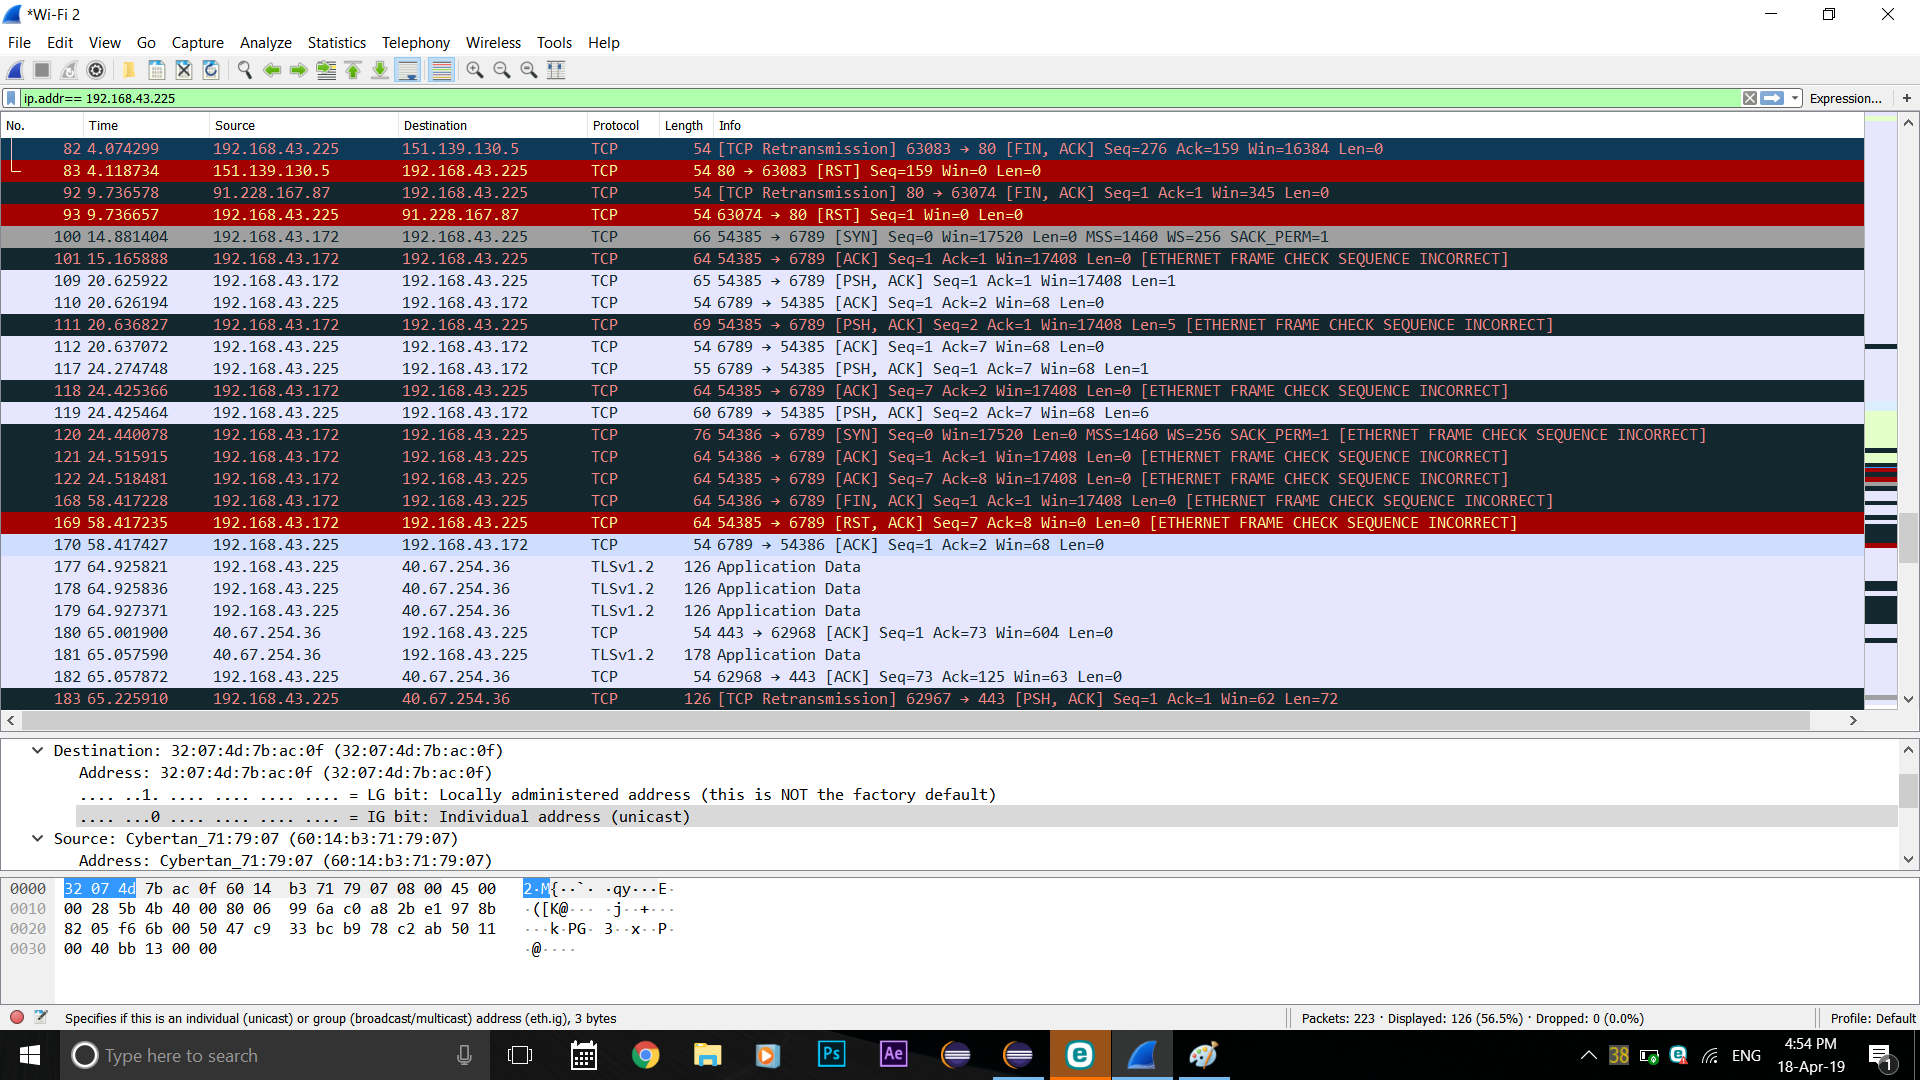 *Wi-Fi 2
File Edit View Go Capture Analyze Statistics Telephony Wireless Tools Help
ip.addr== 192.168.43.225 Expression... +
No. Time Source Destination Protocol Length Info
82 4.074299 192.168.43.225 151.139.130.5 TCP 54 [TCP Retransmission] 63083 → 80 [FIN, ACK] Seq=276 Ack=159 Win=16384 Len=0
83 4.118734 151.139.130.5 192.168.43.225 TCP 54 80 → 63083 [RST] Seq=159 Win=0 Len=0
92 9.736578 91.228.167.87 192.168.43.225 TCP 54 [TCP Retransmission] 80 → 63074 [FIN, ACK] Seq=1 Ack=1 Win=345 Len=0
93 9.736657 192.168.43.225 91.228.167.87 TCP 54 63074 → 80 [RST] Seq=1 Win=0 Len=0
100 14.881404 192.168.43.172 192.168.43.225 TCP 66 54385 → 6789 [SYN] Seq=0 Win=17520 Len=0 MSS=1460 WS=256 SACK_PERM=1
101 15.165888 192.168.43.172 192.168.43.225 TCP 64 54385 → 6789 [ACK] Seq=1 Ack=1 Win=17408 Len=0 [ETHERNET FRAME CHECK SEQUENCE INCORRECT]
109 20.625922 192.168.43.172 192.168.43.225 TCP 65 54385 → 6789 [PSH, ACK] Seq=1 Ack=1 Win=17408 Len=1
110 20.626194 192.168.43.225 192.168.43.172 TCP 54 6789 → 54385 [ACK] Seq=1 Ack=2 Win=68 Len=0
111 20.636827 192.168.43.172 192.168.43.225 TCP 69 54385 → 6789 [PSH, ACK] Seq=2 Ack=1 Win=17408 Len=5 [ETHERNET FRAME CHECK SEQUENCE INCORRECT]
112 20.637072 192.168.43.225 192.168.43.172 TCP 54 6789 → 54385 [ACK] Seq=1 Ack=7 Win=68 Len=0
117 24.274748 192.168.43.225 192.168.43.172 TCP 55 6789 → 54385 [PSH, ACK] Seq=1 Ack=7 Win=68 Len=1
118 24.425366 192.168.43.172 192.168.43.225 TCP 64 54385 → 6789 [ACK] Seq=7 Ack=2 Win=17408 Len=0 [ETHERNET FRAME CHECK SEQUENCE INCORRECT]
119 24.425464 192.168.43.225 192.168.43.172 TCP 60 6789 → 54385 [PSH, ACK] Seq=2 Ack=7 Win=68 Len=6
120 24.440078 192.168.43.172 192.168.43.225 TCP 76 54386 → 6789 [SYN] Seq=0 Win=17520 Len=0 MSS=1460 WS=256 SACK_PERM=1 [ETHERNET FRAME CHECK SEQUENCE INCORRECT]
121 24.515915 192.168.43.172 192.168.43.225 TCP 64 54386 → 6789 [ACK] Seq=1 Ack=1 Win=17408 Len=0 [ETHERNET FRAME CHECK SEQUENCE INCORRECT]
122 24.518481 192.168.43.172 192.168.43.225 TCP 64 54385 → 6789 [ACK] Seq=7 Ack=8 Win=17408 Len=0 [ETHERNET FRAME CHECK SEQUENCE INCORRECT]
168 58.417228 192.168.43.172 192.168.43.225 TCP 64 54386 → 6789 [FIN, ACK] Seq=1 Ack=1 Win=17408 Len=0 [ETHERNET FRAME CHECK SEQUENCE INCORRECT]
169 58.417235 192.168.43.172 192.168.43.225 TCP 64 54385 → 6789 [RST, ACK] Seq=7 Ack=8 Win=0 Len=0 [ETHERNET FRAME CHECK SEQUENCE INCORRECT]
170 58.417427 192.168.43.225 192.168.43.172 TCP 54 6789 → 54386 [ACK] Seq=1 Ack=2 Win=68 Len=0
177 64.925821 192.168.43.225 40.67.254.36 TLSv1.2 126 Application Data
178 64.925836 192.168.43.225 40.67.254.36 TLSv1.2 126 Application Data
179 64.927371 192.168.43.225 40.67.254.36 TLSv1.2 126 Application Data
180 65.001900 40.67.254.36 192.168.43.225 TCP 54 443 → 62968 [ACK] Seq=1 Ack=73 Win=604 Len=0
181 65.057590 40.67.254.36 192.168.43.225 TLSv1.2 178 Application Data
182 65.057872 192.168.43.225 40.67.254.36 TCP 54 62968 → 443 [ACK] Seq=73 Ack=125 Win=63 Len=0
183 65.225910 192.168.43.225 40.67.254.36 TCP 126 [TCP Retransmission] 62967 → 443 [PSH, ACK] Seq=1 Ack=1 Win=62 Len=72
Destination: 32:07:4d:7b:ac:0f (32:07:4d:7b:ac:0f)
Address: 32:07:4d:7b:ac:0f (32:07:4d:7b:ac:0f)
.... ..1. .... .... .... .... = LG bit: Locally administered address (this is NOT the factory default)
.... ...0 .... .... .... .... = IG bit: Individual address (unicast)
Source: Cybertan_71:79:07 (60:14:b3:71:79:07)
Address: Cybertan_71:79:07 (60:14:b3:71:79:07)
0000 32 07 4d 7b ac 0f 60 14 b3 71 79 07 08 00 45 00 2·M{··`· ·qy···E·
0010 00 28 5b 4b 40 00 80 06 99 6a c0 a8 2b e1 97 8b ·([K@··· ·j··+···
0020 82 05 f6 6b 00 50 47 c9 33 bc b9 78 c2 ab 50 11 ···k·PG· 3··x··P·
0030 00 40 bb 13 00 00 ·@····
Specifies if this is an individual (unicast) or group (broadcast/multicast) address (eth.ig), 3 bytes Packets: 223 · Displayed: 126 (56.5%) · Dropped: 0 (0.0%) Profile: Default
Type here to search Ps Ae e 38 ENG 4:54 PM 18-Apr-19 1